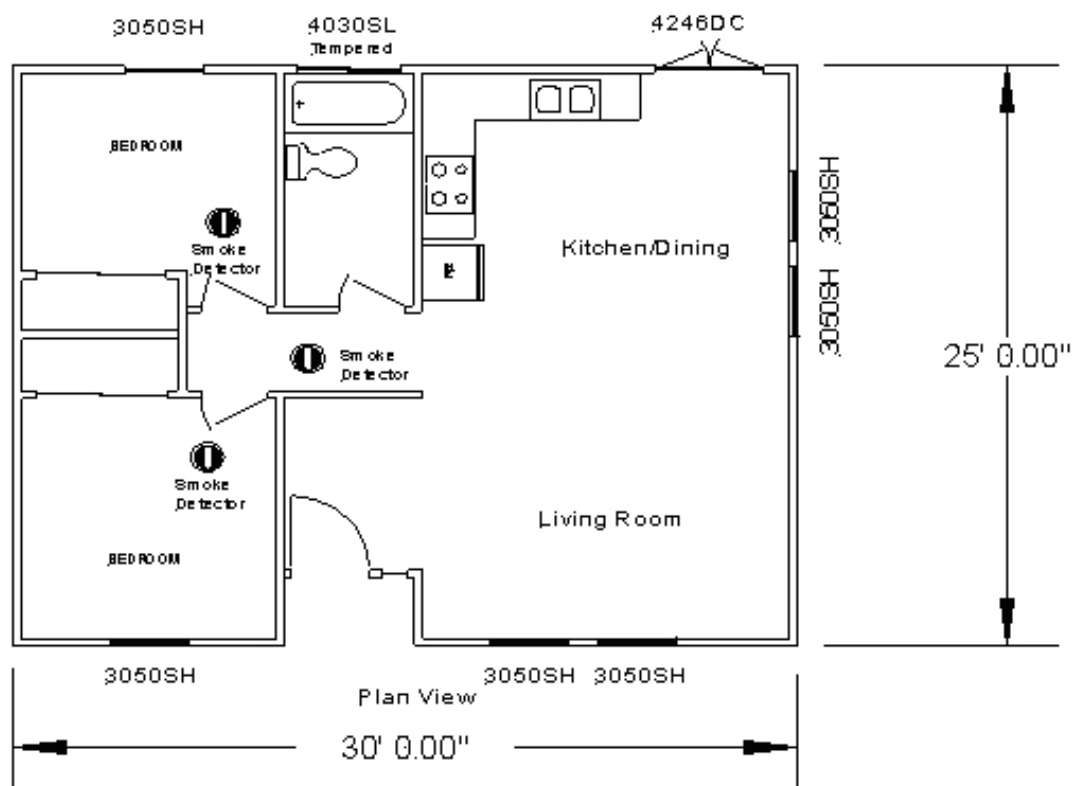 3050SH
4030SL
Tempered
4246DC
BEDROOM
Smoke
Detector
Kitchen/Dining
3050SH
3050SH
25' 0.00"
Smoke
Detector
Smoke
Detector
BEDROOM
Living Room
3050SH
3050SH 3050SH
Plan View
30' 0.00"